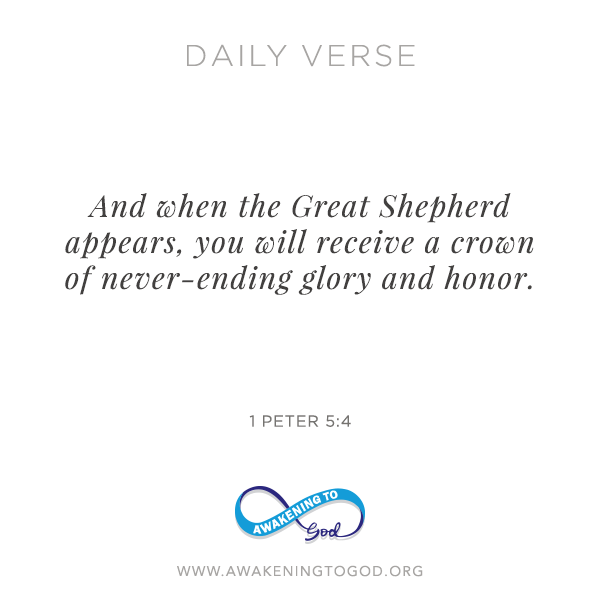 DAILY VERSE
And when the Great Shepherd
appears, you will receive a crown
of never-ending glory and honor.
1 PETER 5:4
AWAKENING TO
God
WWW.AWAKENINGTOGOD.ORG